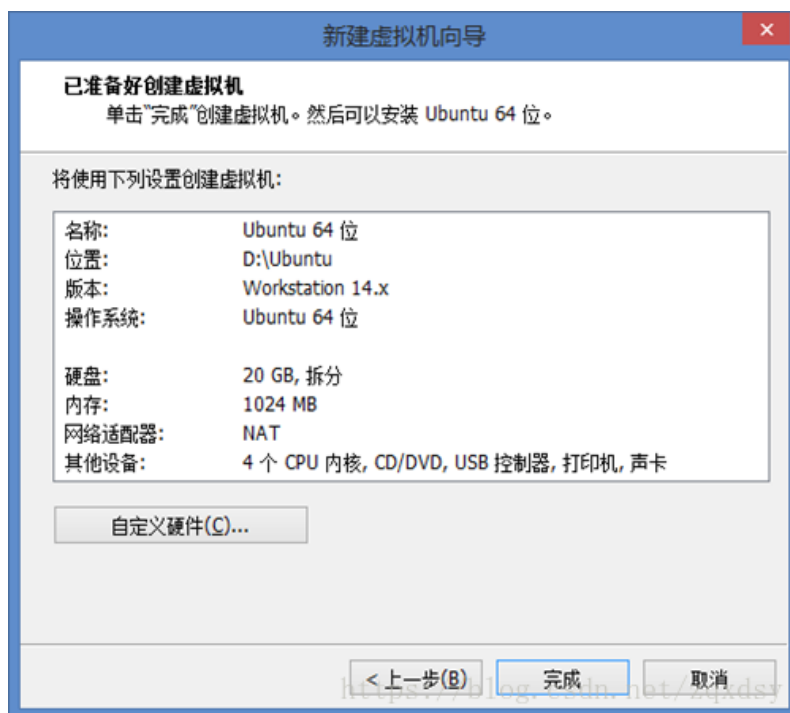 新建虚拟机向导
已准备好创建虚拟机
单击"完成"创建虚拟机。然后可以安装 Ubuntu 64 位。
将使用下列设置创建虚拟机:
名称: Ubuntu 64 位
位置: D:\Ubuntu
版本: Workstation 14.x
操作系统: Ubuntu 64 位
硬盘: 20 GB, 拆分
内存: 1024 MB
网络适配器: NAT
其他设备: 4 个 CPU 内核, CD/DVD, USB 控制器, 打印机, 声卡
自定义硬件(C)...
< 上一步(B) 完成 取消
https://blog.csdn.net/zqxdsy